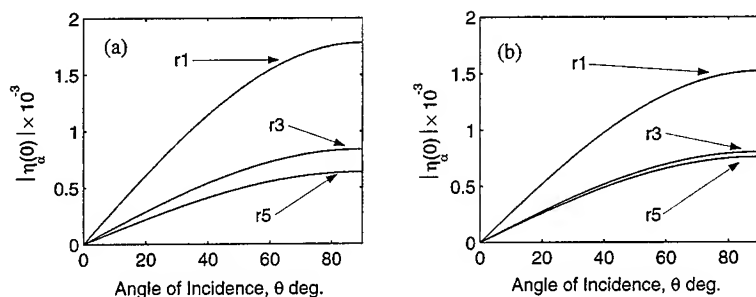 (a)
2
1.5
1
0.5
0
|ηα(0)| × 10⁻³
r1
r3
r5
0 20 40 60 80
Angle of Incidence, θ deg.
(b)
2
1.5
1
0.5
0
|ηα(0)| × 10⁻³
r1
r3
r5
0 20 40 60 80
Angle of Incidence, θ deg.